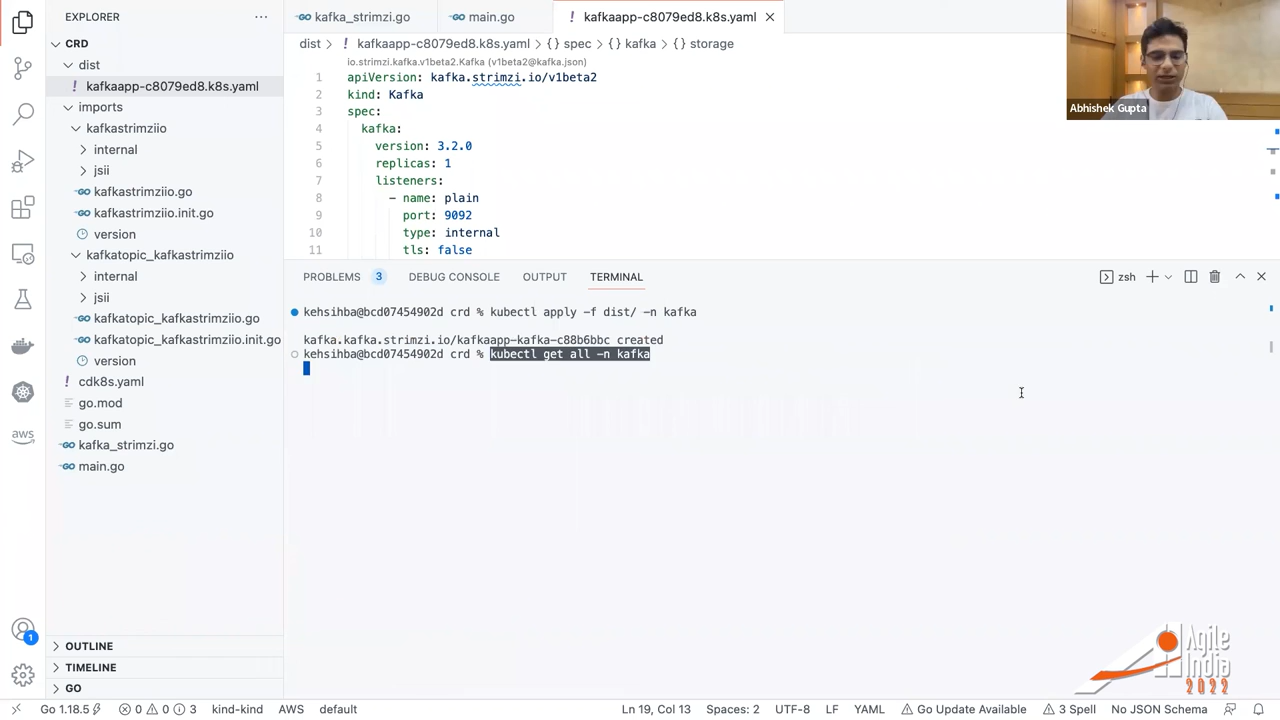 EXPLORER
CRD
dist
! kafkaapp-c8079ed8.k8s.yaml
imports
kafkastrimziio
internal
jsii
kafkastrimziio.go
kafkastrimziio.init.go
version
kafkatopic_kafkastrimziio
internal
jsii
kafkatopic_kafkastrimziio.go
kafkatopic_kafkastrimziio.init.go
version
! cdk8s.yaml
go.mod
go.sum
kafka_strimzi.go
main.go
OUTLINE
TIMELINE
GO
aws
1
kafka_strimzi.go
main.go
! kafkaapp-c8079ed8.k8s.yaml
dist > ! kafkaapp-c8079ed8.k8s.yaml > {} spec > {} kafka > {} storage
io.strimzi.kafka.v1beta2.Kafka (v1beta2@kafka.json)
1 apiVersion: kafka.strimzi.io/v1beta2
2 kind: Kafka
3 spec:
4 kafka:
5 version: 3.2.0
6 replicas: 1
7 listeners:
8 - name: plain
9 port: 9092
10 type: internal
11 tls: false
Abhishek Gupta
PROBLEMS 3 DEBUG CONSOLE OUTPUT TERMINAL
zsh
kehsihba@bcd07454902d crd % kubectl apply -f dist/ -n kafka
kafka.kafka.strimzi.io/kafkaapp-kafka-c88b6bbc created
kehsihba@bcd07454902d crd % kubectl get all -n kafka
Agile
India
2022
Go 1.18.5 0 0 3 kind-kind AWS default Ln 19, Col 13 Spaces: 2 UTF-8 LF YAML Go Update Available 3 Spell No JSON Schema